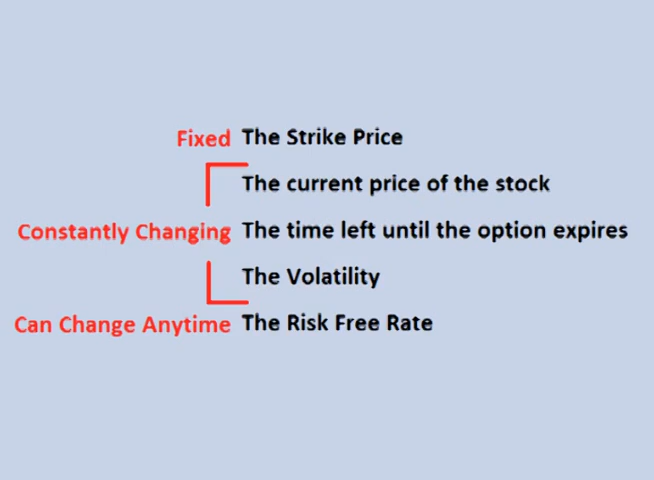 Fixed The Strike Price
The current price of the stock
Constantly Changing The time left until the option expires
The Volatility
Can Change Anytime The Risk Free Rate